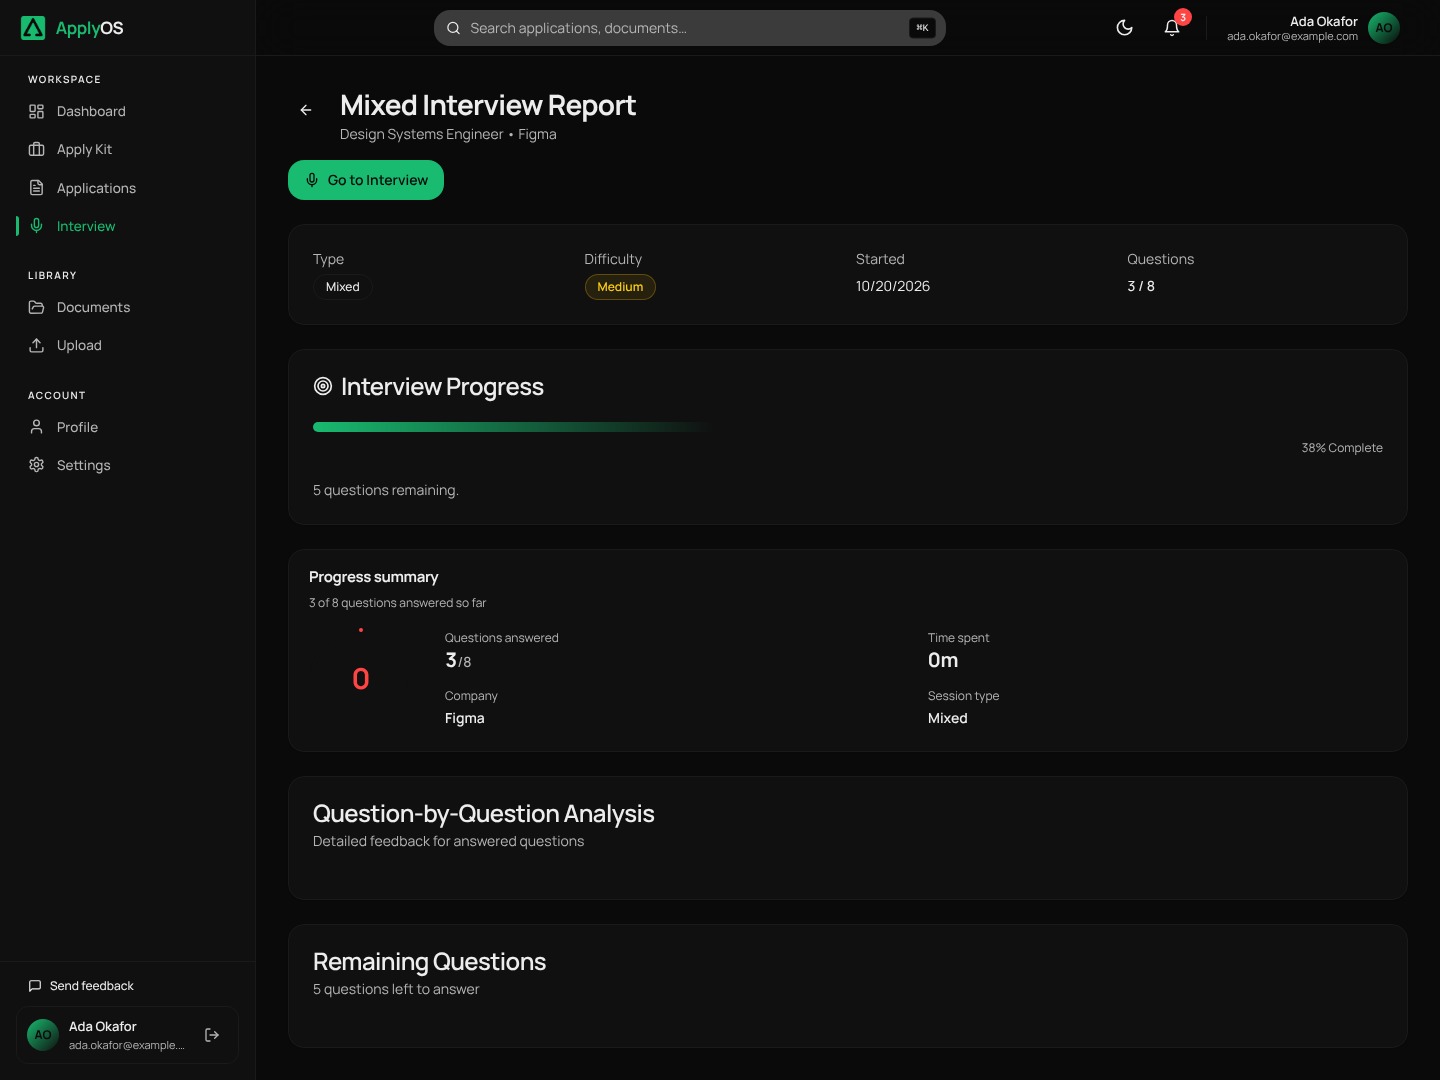 ApplyOS
Search applications, documents...
⌘K
3
Ada Okafor
ada.okafor@example.com
AO
WORKSPACE
Dashboard
Apply Kit
Applications
Interview
LIBRARY
Documents
Upload
ACCOUNT
Profile
Settings
Send feedback
AO
Ada Okafor
ada.okafor@example....
Mixed Interview Report
Design Systems Engineer • Figma
Go to Interview
Type
Mixed
Difficulty
Medium
Started
10/20/2026
Questions
3 / 8
Interview Progress
38% Complete
5 questions remaining.
Progress summary
3 of 8 questions answered so far
0
Questions answered
3/8
Time spent
0m
Company
Figma
Session type
Mixed
Question-by-Question Analysis
Detailed feedback for answered questions
Remaining Questions
5 questions left to answer